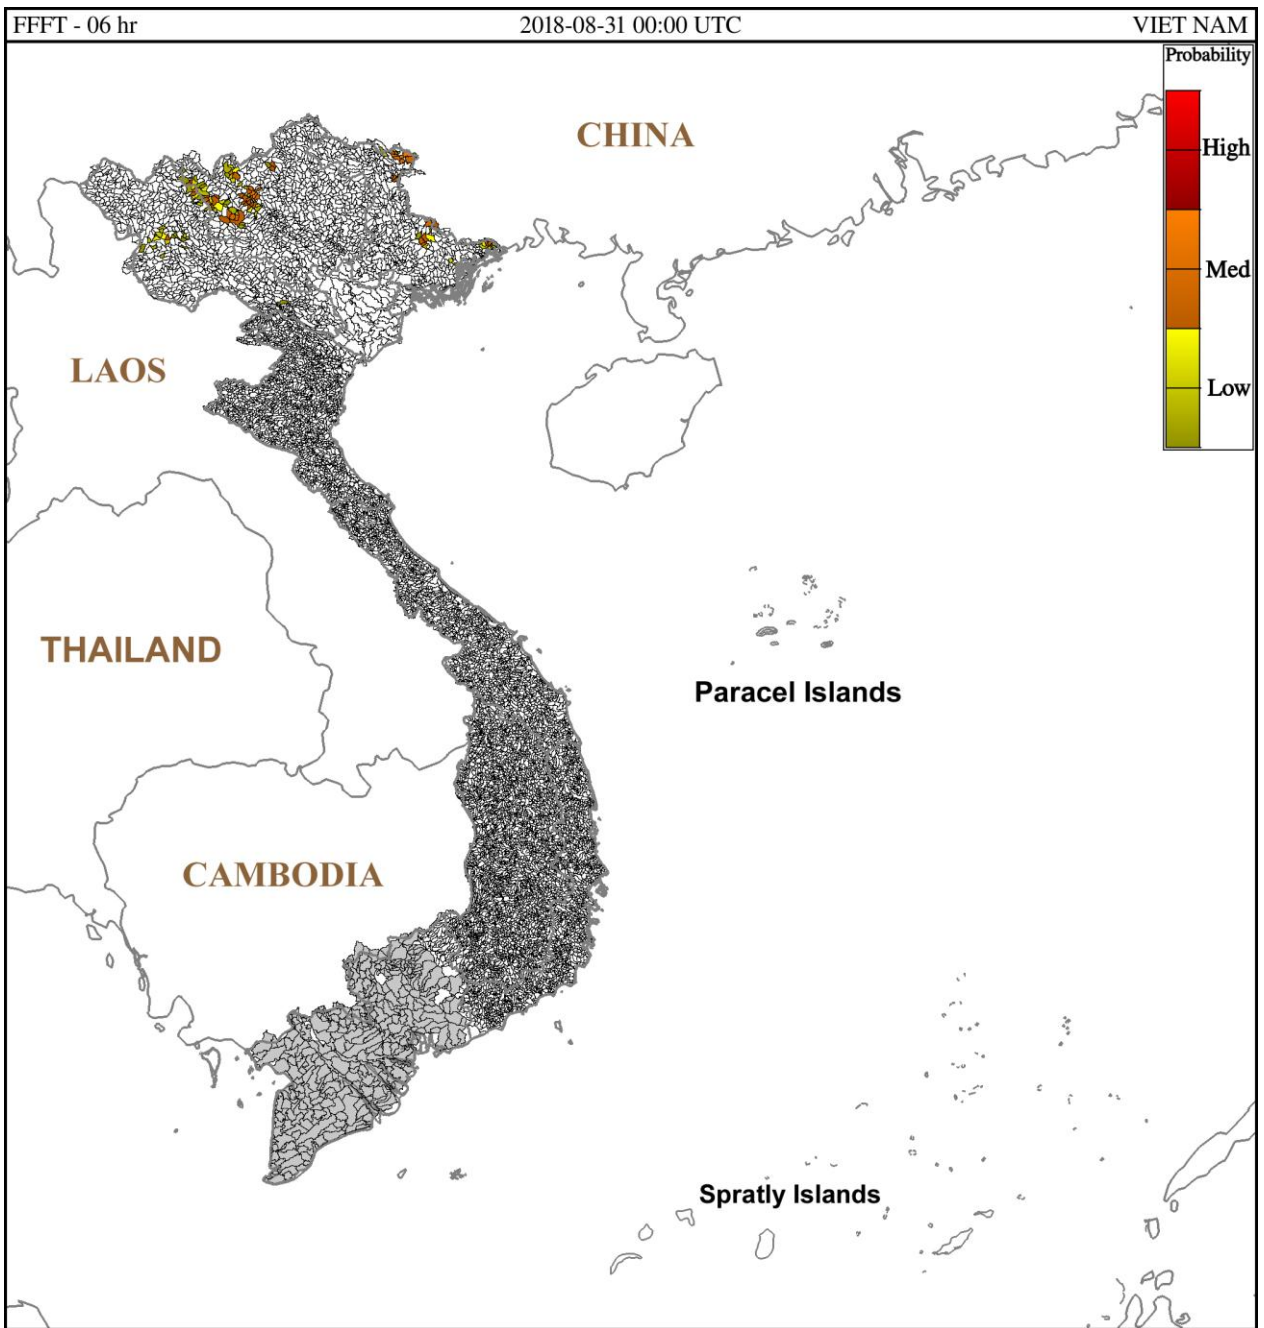 FFFT - 06 hr 2018-08-31 00:00 UTC VIET NAM
Probability
CHINA
High
Med
LAOS
Low
THAILAND
Paracel Islands
CAMBODIA
Spratly Islands